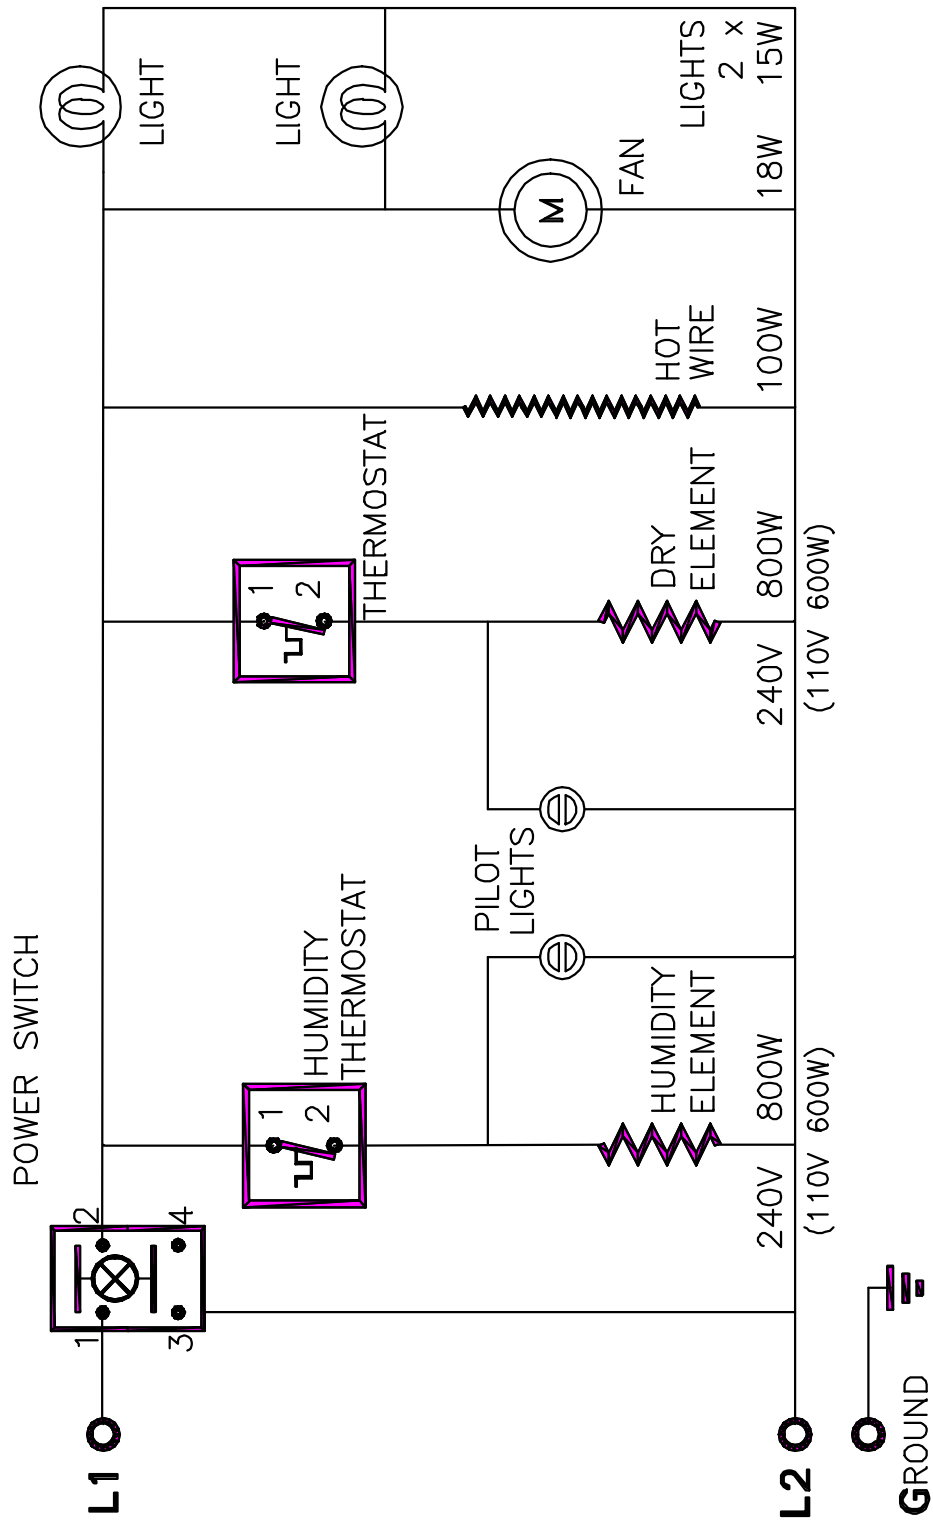 POWER SWITCH
L1
1
2
3
4
HUMIDITY
THERMOSTAT
1
2
THERMOSTAT
1
2
LIGHT
LIGHT
PILOT
LIGHTS
HUMIDITY
ELEMENT
DRY
ELEMENT
HOT
WIRE
M
FAN
LIGHTS
2 x
15W
240V 800W
(110V 600W)
240V 800W
(110V 600W)
100W
18W
L2
GROUND